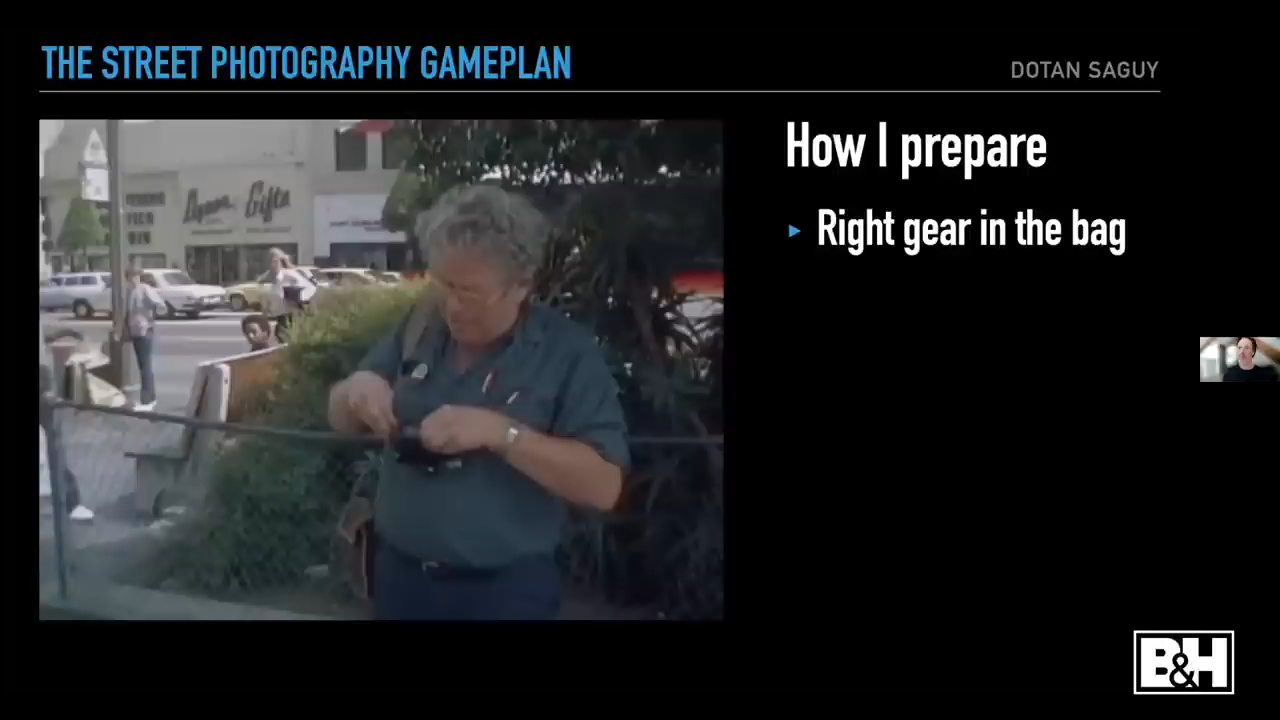 THE STREET PHOTOGRAPHY GAMEPLAN
DOTAN SAGUY
How I prepare
▸ Right gear in the bag
Gifts
B&H